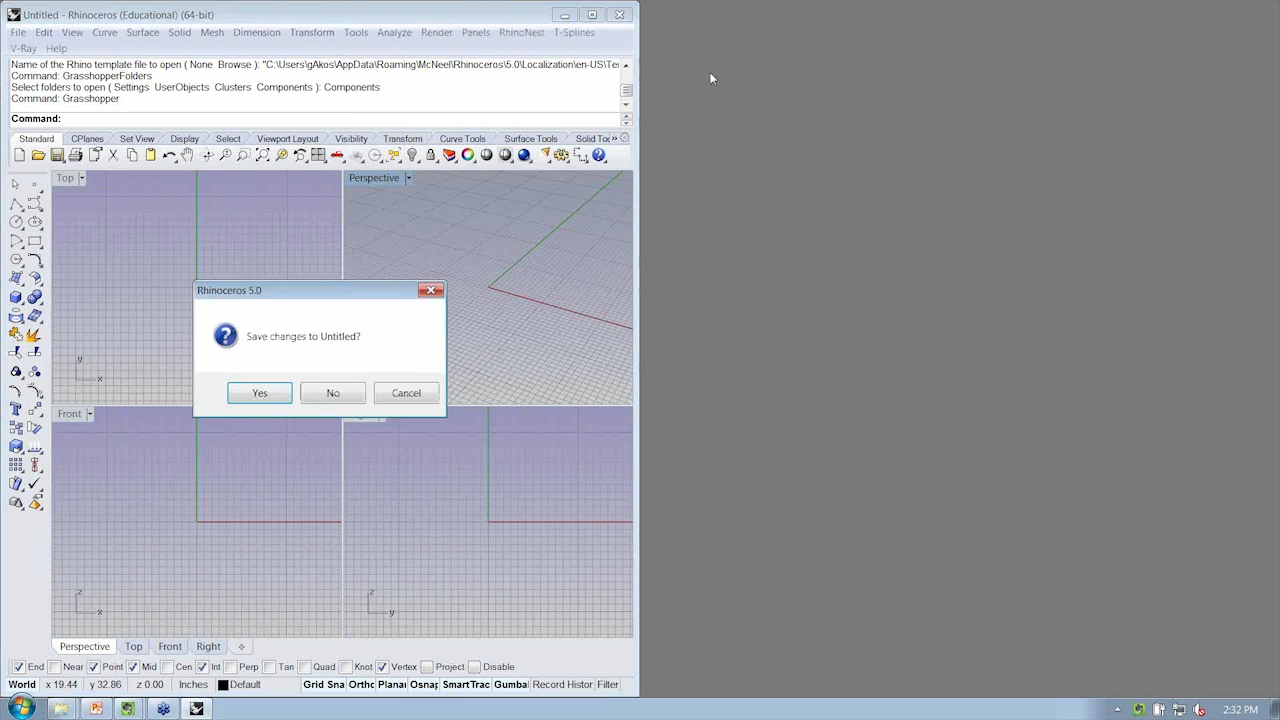 Untitled - Rhinoceros (Educational) (64-bit)
File Edit View Curve Surface Solid Mesh Dimension Transform Tools Analyze Render Panels RhinoNest T-Splines
V-Ray Help
Name of the Rhino template file to open ( None Browse ): "C:\Users\gAkos\AppData\Roaming\McNeel\Rhinoceros\5.0\Localization\en-US\Te
Command: GrasshopperFolders
Select folders to open ( Settings UserObjects Clusters Components ): Components
Command: Grasshopper
Command:
Standard CPlanes Set View Display Select Viewport Layout Visibility Transform Curve Tools Surface Tools Solid To »
Top Perspective
Rhinoceros 5.0
Save changes to Untitled?
y
x
Yes No Cancel
Front
z z
x y
Perspective Top Front Right
End Near Point Mid Cen Int Perp Tan Quad Knot Vertex Project Disable
World x 19.44 y 32.86 z 0.00 Inches Default Grid Sna Ortho Planar Osnap SmartTrac Gumbal Record Histor Filter
2:32 PM